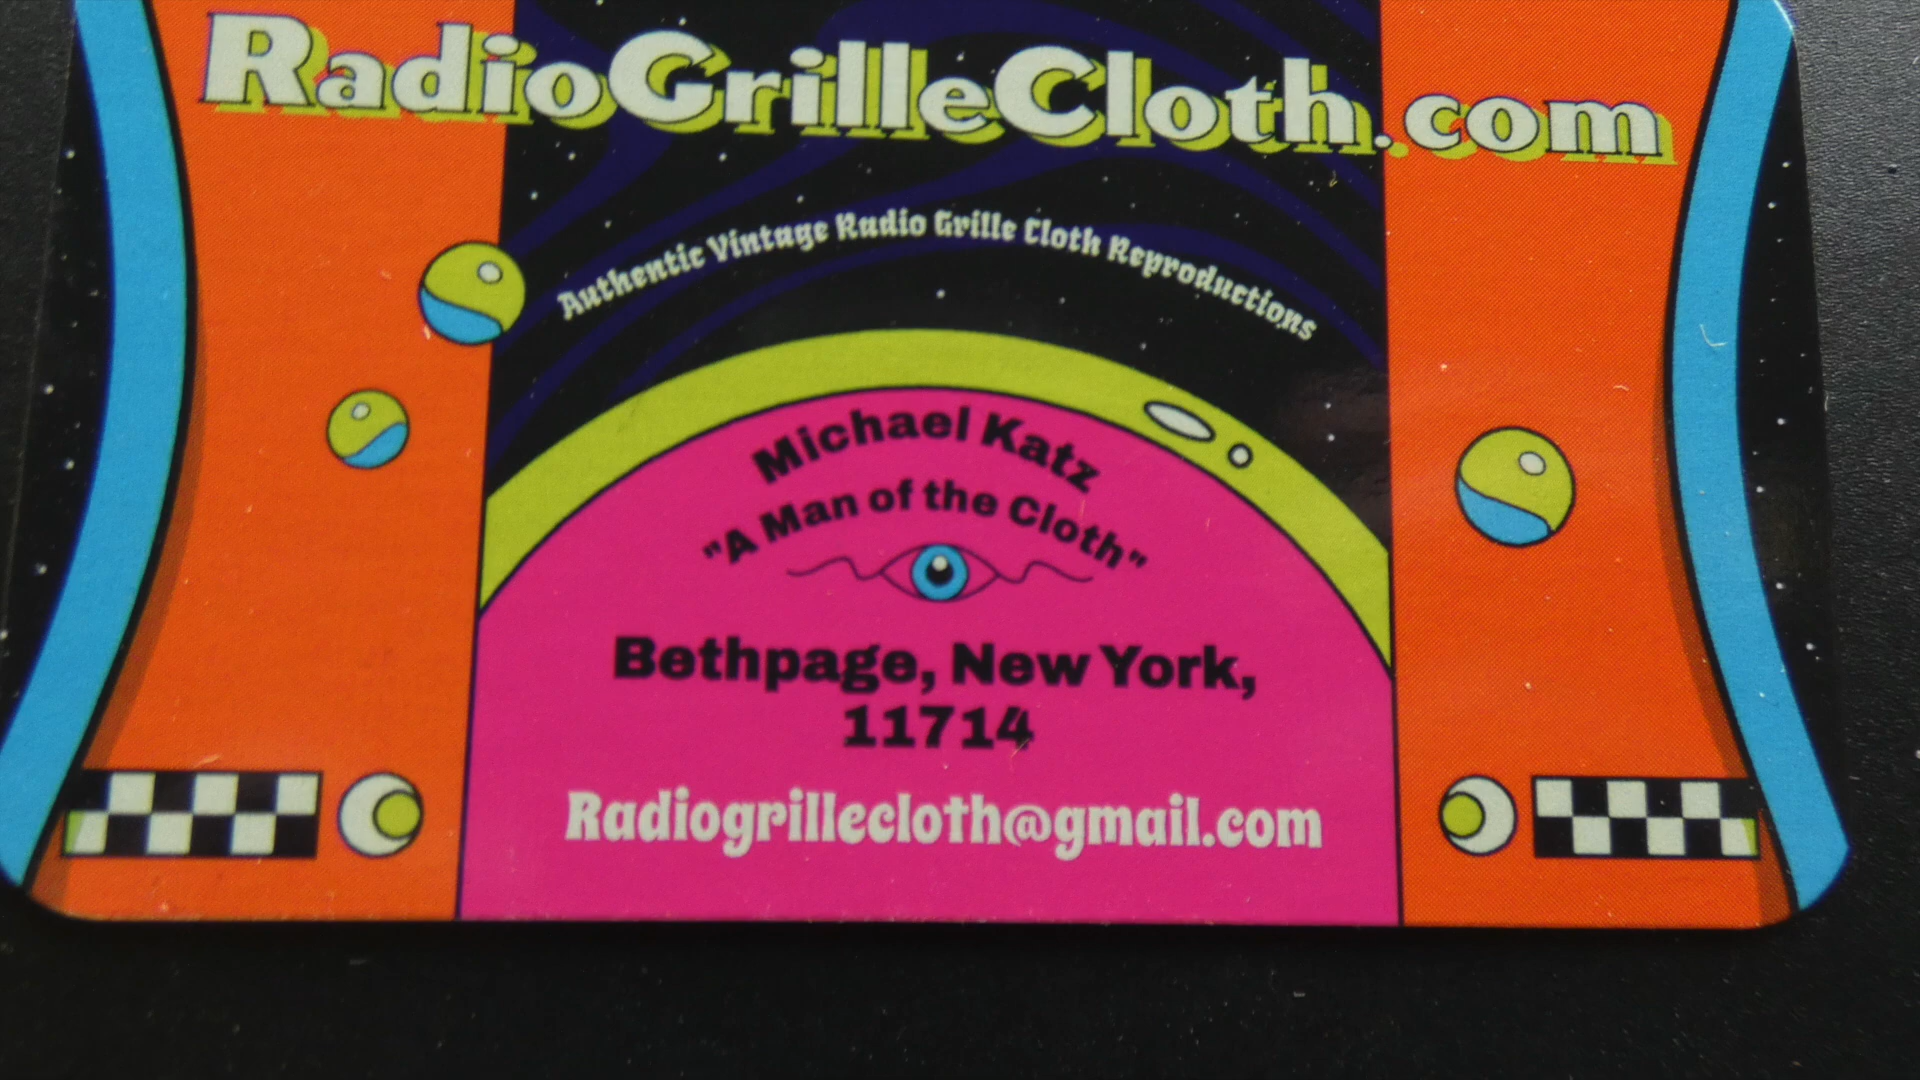 RadioGrilleCloth.com
Authentic Vintage Radio Grille Cloth Reproductions
Michael Katz
"A Man of the Cloth"
Bethpage, New York,
11714
Radiogrillecloth@gmail.com